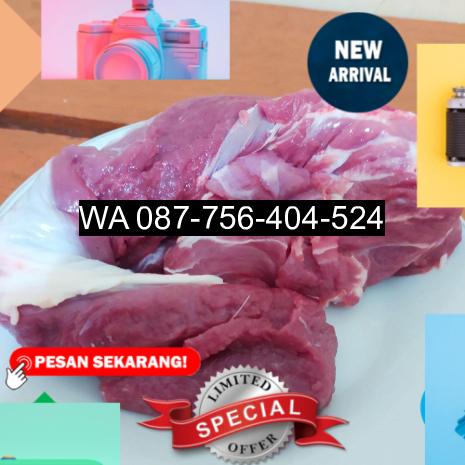 NEW
ARRIVAL
WA 087-756-404-524
PESAN SEKARANG!
LIMITED
SPECIAL
OFFER